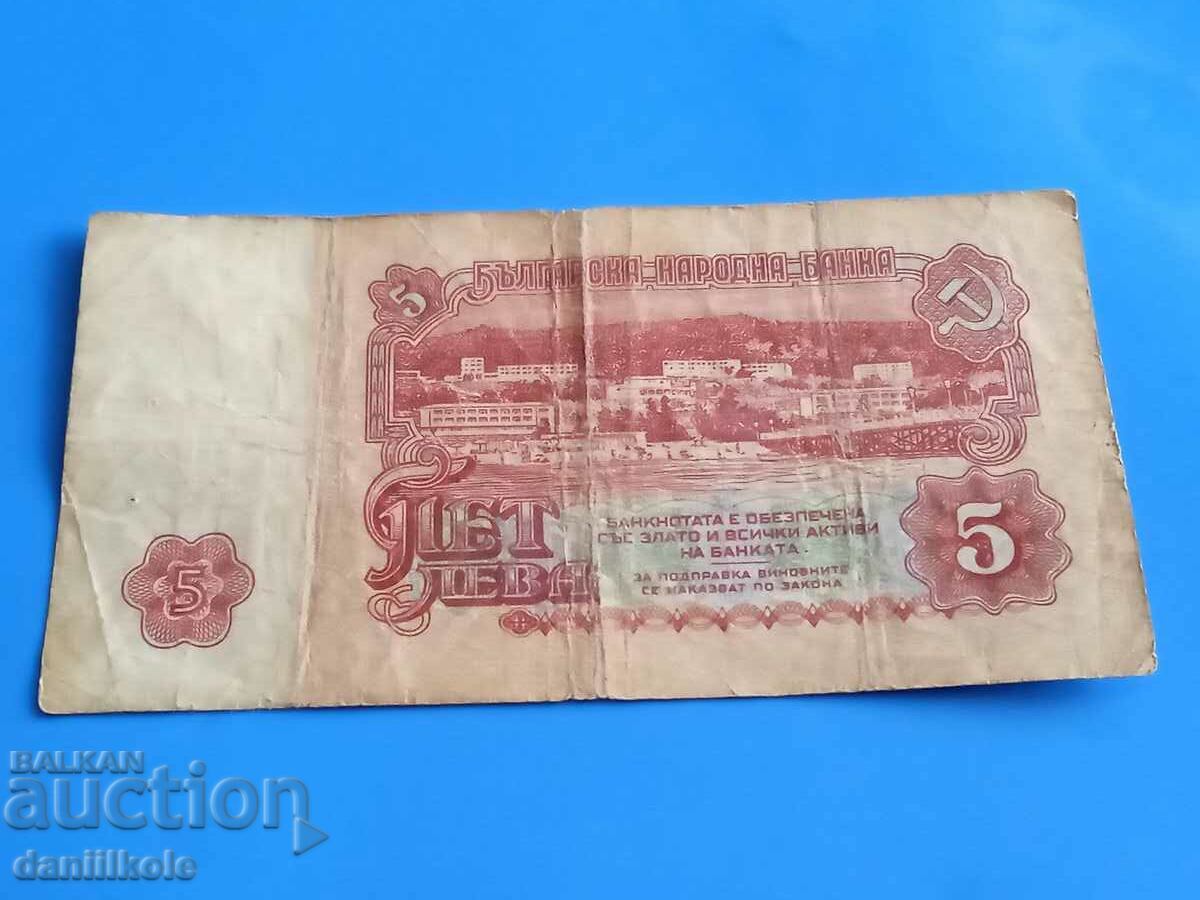 5 БЪЛГАРСКА НАРОДНА БАНКА
ПЕТ
ЛЕВА
БАНКНОТАТА Е ОБЕЗПЕЧЕНА
СЪС ЗЛАТО И ВСИЧКИ АКТИВИ
НА БАНКАТА.
ЗА ПОДПРАВКА ВИНОВНИТЕ
СЕ НАКАЗВАТ ПО ЗАКОНА
5
5
BALKAN
auction
daniilkole